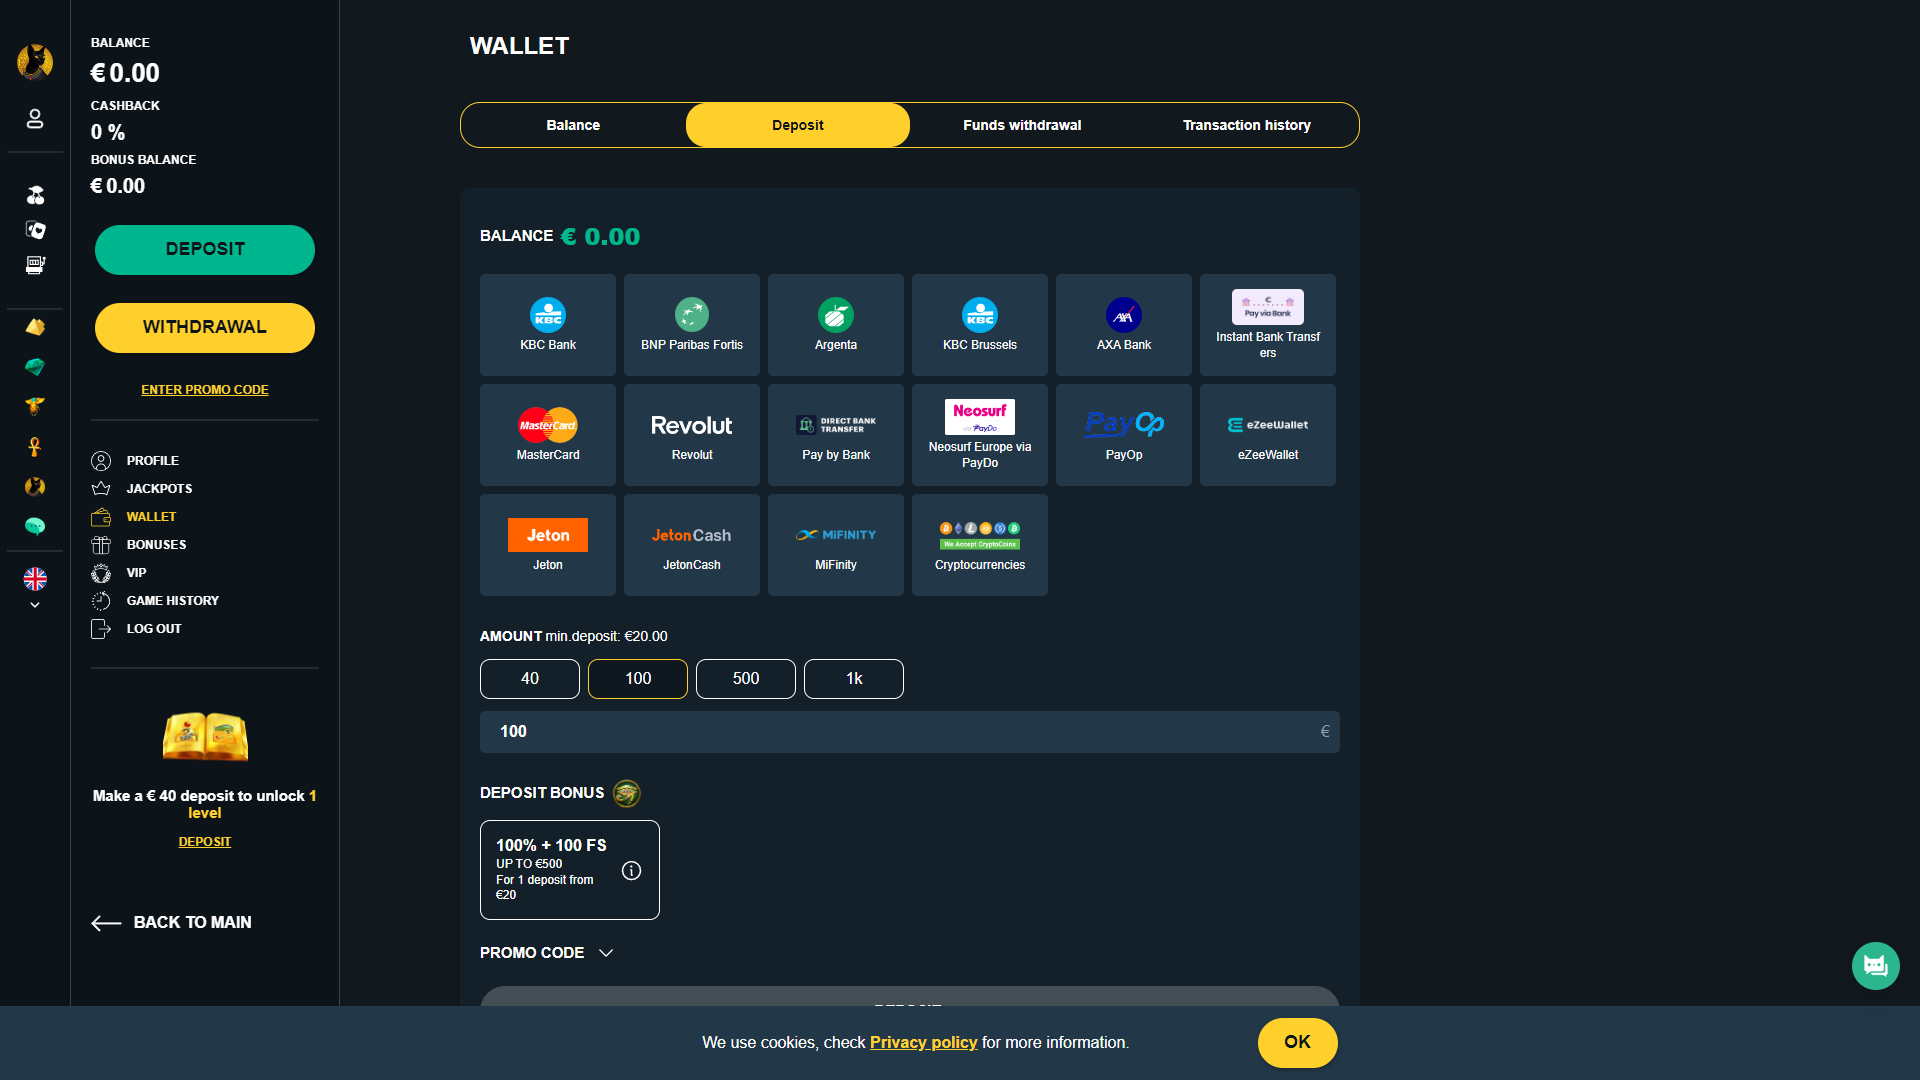 BALANCE
€ 0.00
CASHBACK
0 %
BONUS BALANCE
€ 0.00
DEPOSIT
WITHDRAWAL
ENTER PROMO CODE
PROFILE
JACKPOTS
WALLET
BONUSES
VIP
GAME HISTORY
LOG OUT
Make a € 40 deposit to unlock 1
level
DEPOSIT
BACK TO MAIN
WALLET
Balance
Deposit
Funds withdrawal
Transaction history
BALANCE € 0.00
KBC
KBC Bank
BNP Paribas Fortis
Argenta
KBC
KBC Brussels
AXA
AXA Bank
€
Pay via Bank
Instant Bank Transf
ers
MasterCard
MasterCard
Revolut
Revolut
DIRECT BANK
TRANSFER
Pay by Bank
Neosurf
via PayDo
Neosurf Europe via
PayDo
PayOp
PayOp
eZeeWallet
eZeeWallet
Jeton
Jeton
JetonCash
JetonCash
MiFINITY
MiFinity
We Accept CryptoCoins
Cryptocurrencies
AMOUNT min.deposit: €20.00
40
100
500
1k
100 €
DEPOSIT BONUS
100% + 100 FS
UP TO €500
For 1 deposit from
€20
PROMO CODE
We use cookies, check Privacy policy for more information.
OK